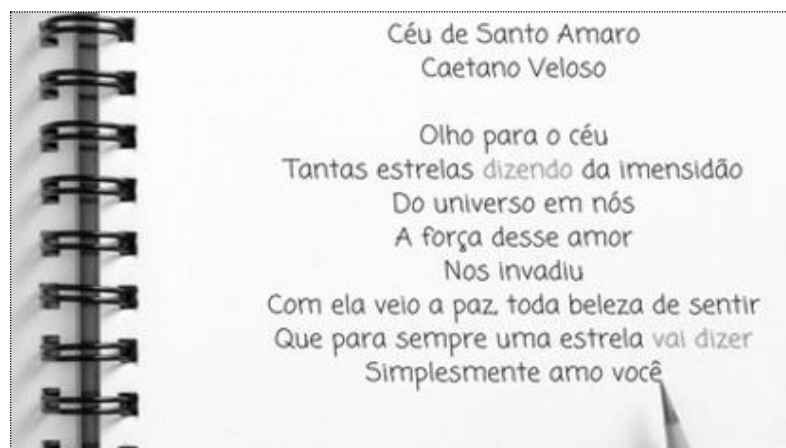 Céu de Santo Amaro
Caetano Veloso
Olho para o céu
Tantas estrelas dizendo da imensidão
Do universo em nós
A força desse amor
Nos invadiu
Com ela veio a paz, toda beleza de sentir
Que para sempre uma estrela vai dizer
Simplesmente amo você